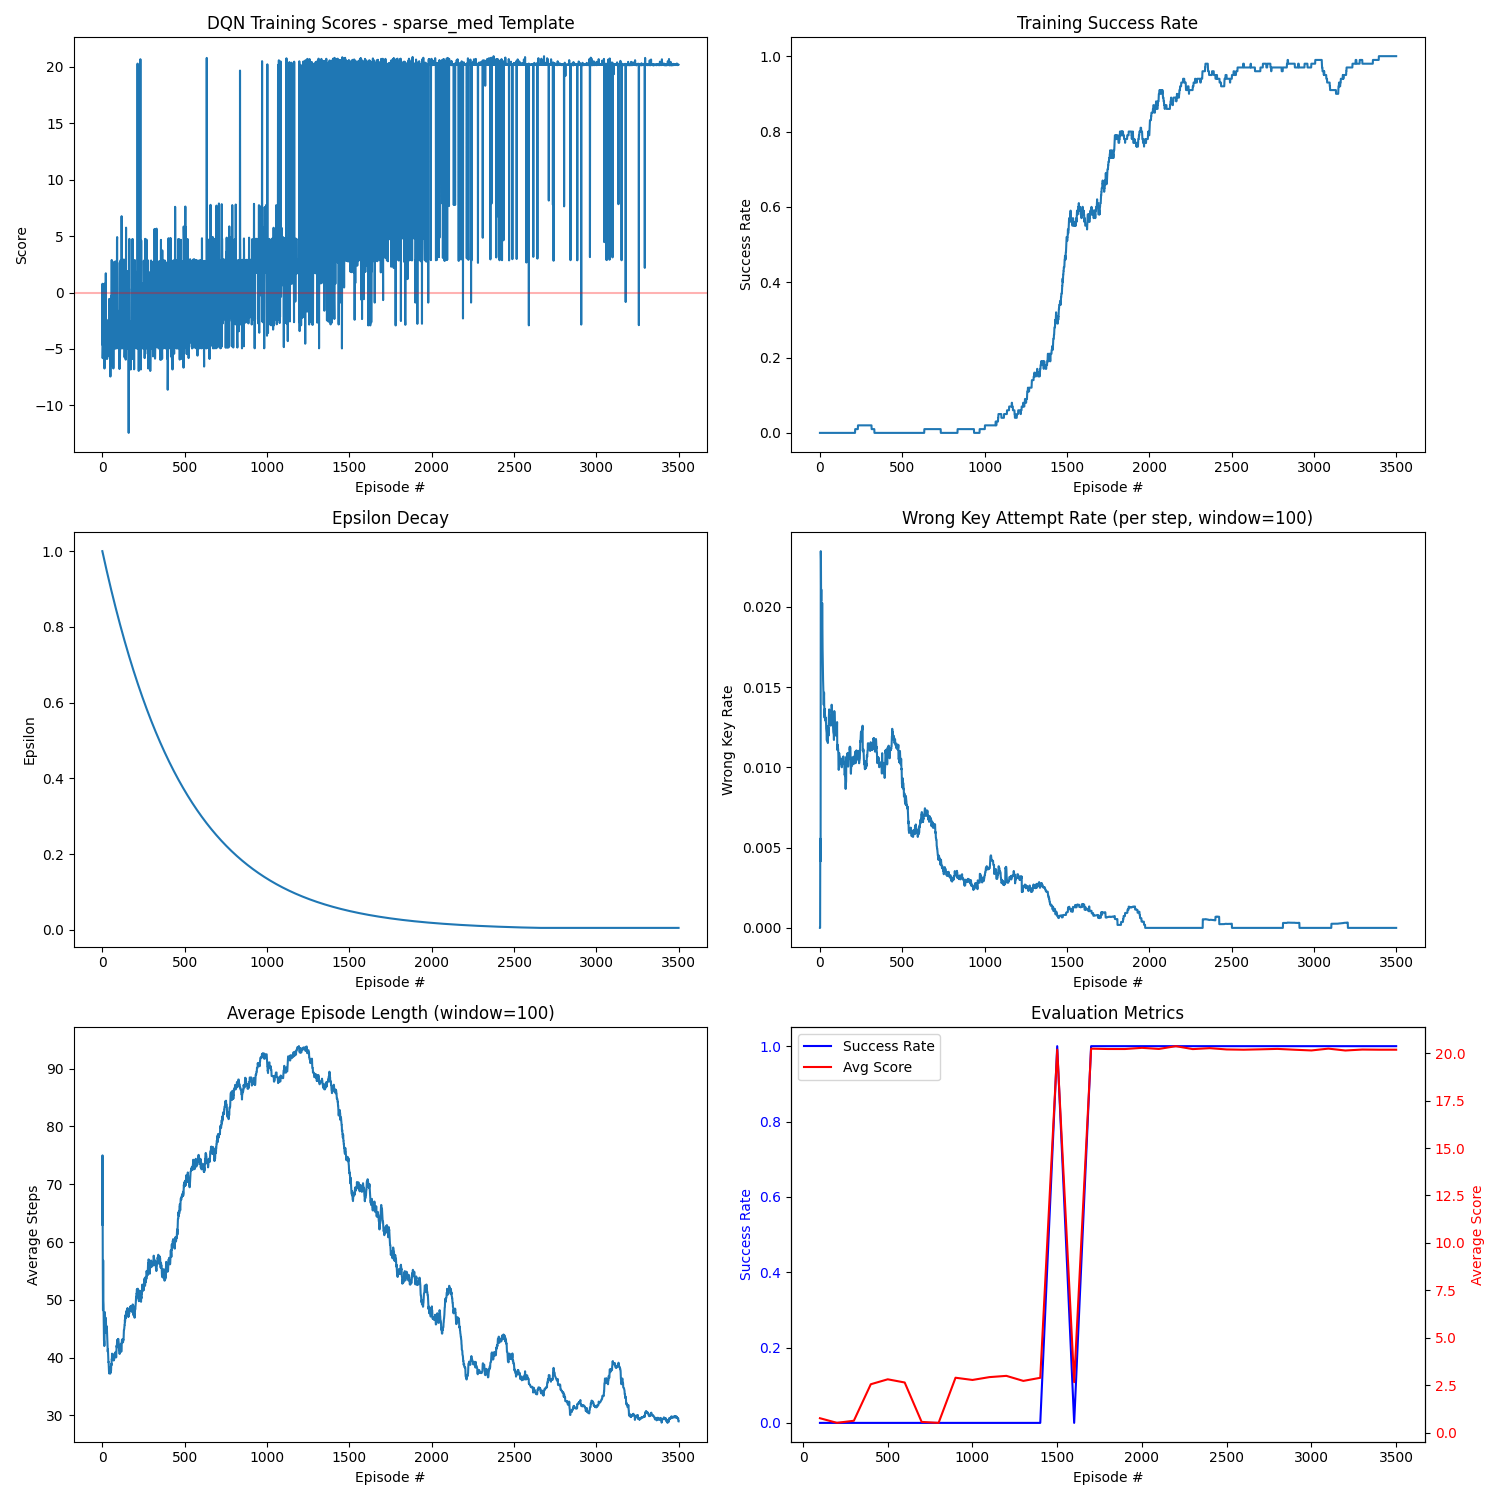 DQN Training Scores - sparse_med Template
Score
20
15
10
5
0
−5
−10
0 500 1000 1500 2000 2500 3000 3500
Episode #
Training Success Rate
Success Rate
1.0
0.8
0.6
0.4
0.2
0.0
0 500 1000 1500 2000 2500 3000 3500
Episode #
Epsilon Decay
Epsilon
1.0
0.8
0.6
0.4
0.2
0.0
0 500 1000 1500 2000 2500 3000 3500
Episode #
Wrong Key Attempt Rate (per step, window=100)
Wrong Key Rate
0.020
0.015
0.010
0.005
0.000
0 500 1000 1500 2000 2500 3000 3500
Episode #
Average Episode Length (window=100)
Average Steps
90
80
70
60
50
40
30
0 500 1000 1500 2000 2500 3000 3500
Episode #
Evaluation Metrics
Success Rate
Avg Score
Success Rate
1.0
0.8
0.6
0.4
0.2
0.0
20.0
17.5
15.0
12.5
10.0
7.5
5.0
2.5
0.0
Average Score
0 500 1000 1500 2000 2500 3000 3500
Episode #